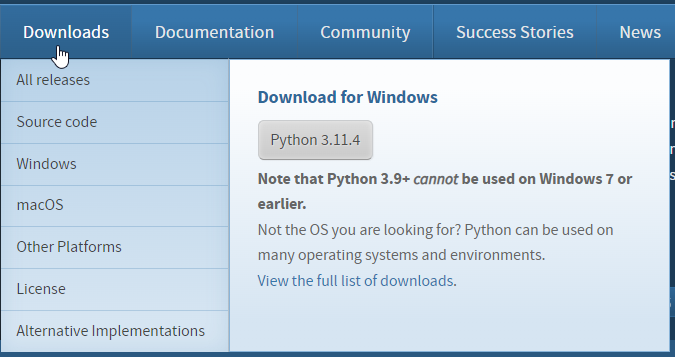 Downloads Documentation Community Success Stories News
All releases
Source code
Windows
macOS
Other Platforms
License
Alternative Implementations
Download for Windows
Python 3.11.4
Note that Python 3.9+ cannot be used on Windows 7 or
earlier.
Not the OS you are looking for? Python can be used on
many operating systems and environments.
View the full list of downloads.